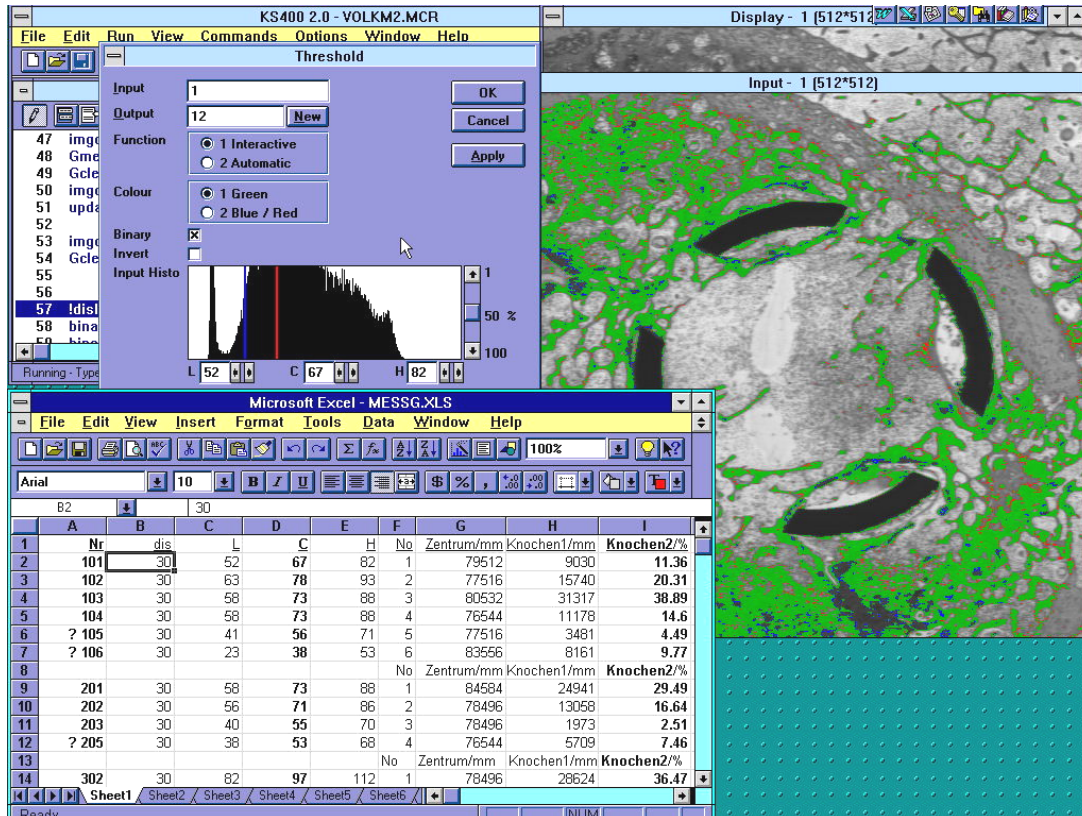 KS400 2.0 - VOLKM2.MCR
File Edit Run View Commands Options Window Help
Threshold
Input 1 OK
Output 12 New Cancel
Function 1 Interactive Apply
2 Automatic
Colour 1 Green
2 Blue / Red
Binary
Invert
Input Histo 1
50 %
100
L 52 C 67 H 82
47 imgc
48 Gme
49 Gcle
50 imgc
51 upda
52
53 imgc
54 Gcle
55
56
57 !disl
58 bina
Running - Type
Display - 1 (512*512
Input - 1 (512*512)
Microsoft Excel - MESSG.XLS
File Edit View Insert Format Tools Data Window Help
100%
Arial 10 B I U $ % ,
B2 30
A B C D E F G H I
1 Nr dis L C H No Zentrum/mm Knochen1/mm Knochen2/%
2 101 30 52 67 82 1 79512 9030 11.36
3 102 30 63 78 93 2 77516 15740 20.31
4 103 30 58 73 88 3 80532 31317 38.89
5 104 30 58 73 88 4 76544 11178 14.6
6 ? 105 30 41 56 71 5 77516 3481 4.49
7 ? 106 30 23 38 53 6 83556 8161 9.77
8 No Zentrum/mm Knochen1/mm Knochen2/%
9 201 30 58 73 88 1 84584 24941 29.49
10 202 30 56 71 86 2 78496 13058 16.64
11 203 30 40 55 70 3 78496 1973 2.51
12 ? 205 30 38 53 68 4 76544 5709 7.46
13 No Zentrum/mm Knochen1/mm Knochen2/%
14 302 30 82 97 112 1 78496 28624 36.47
Sheet1 Sheet2 Sheet3 Sheet4 Sheet5 Sheet6
Ready NUM